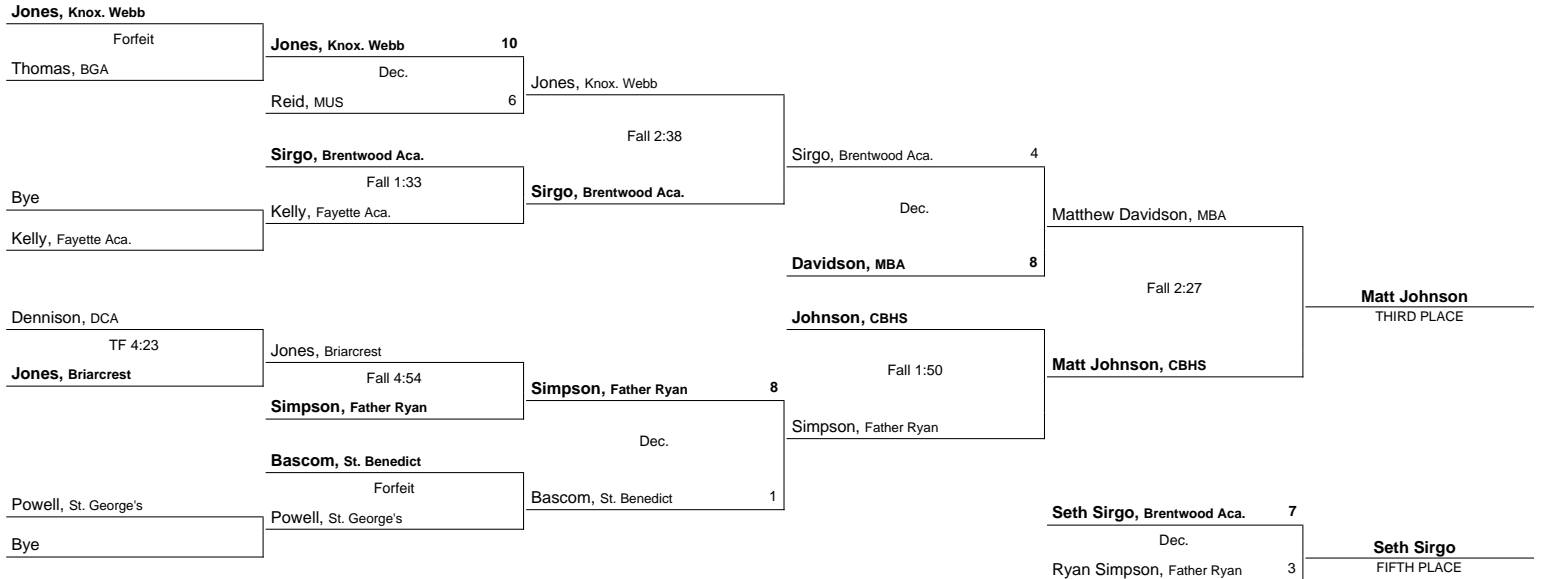 Jones, Knox. Webb
Forfeit
Thomas, BGA
Jones, Knox. Webb 10
Dec.
Reid, MUS 6
Jones, Knox. Webb
Fall 2:38
Sirgo, Brentwood Aca.
Sirgo, Brentwood Aca.
Fall 1:33
Kelly, Fayette Aca.
Bye
Kelly, Fayette Aca.
Sirgo, Brentwood Aca. 4
Dec.
Davidson, MBA 8
Matthew Davidson, MBA
Fall 2:27
Matt Johnson, CBHS
Matt Johnson
THIRD PLACE
Dennison, DCA
TF 4:23
Jones, Briarcrest
Jones, Briarcrest
Fall 4:54
Simpson, Father Ryan
Simpson, Father Ryan 8
Dec.
Bascom, St. Benedict 1
Johnson, CBHS
Fall 1:50
Simpson, Father Ryan
Bascom, St. Benedict
Forfeit
Powell, St. George's
Powell, St. George's
Bye
Seth Sirgo, Brentwood Aca. 7
Dec.
Ryan Simpson, Father Ryan 3
Seth Sirgo
FIFTH PLACE